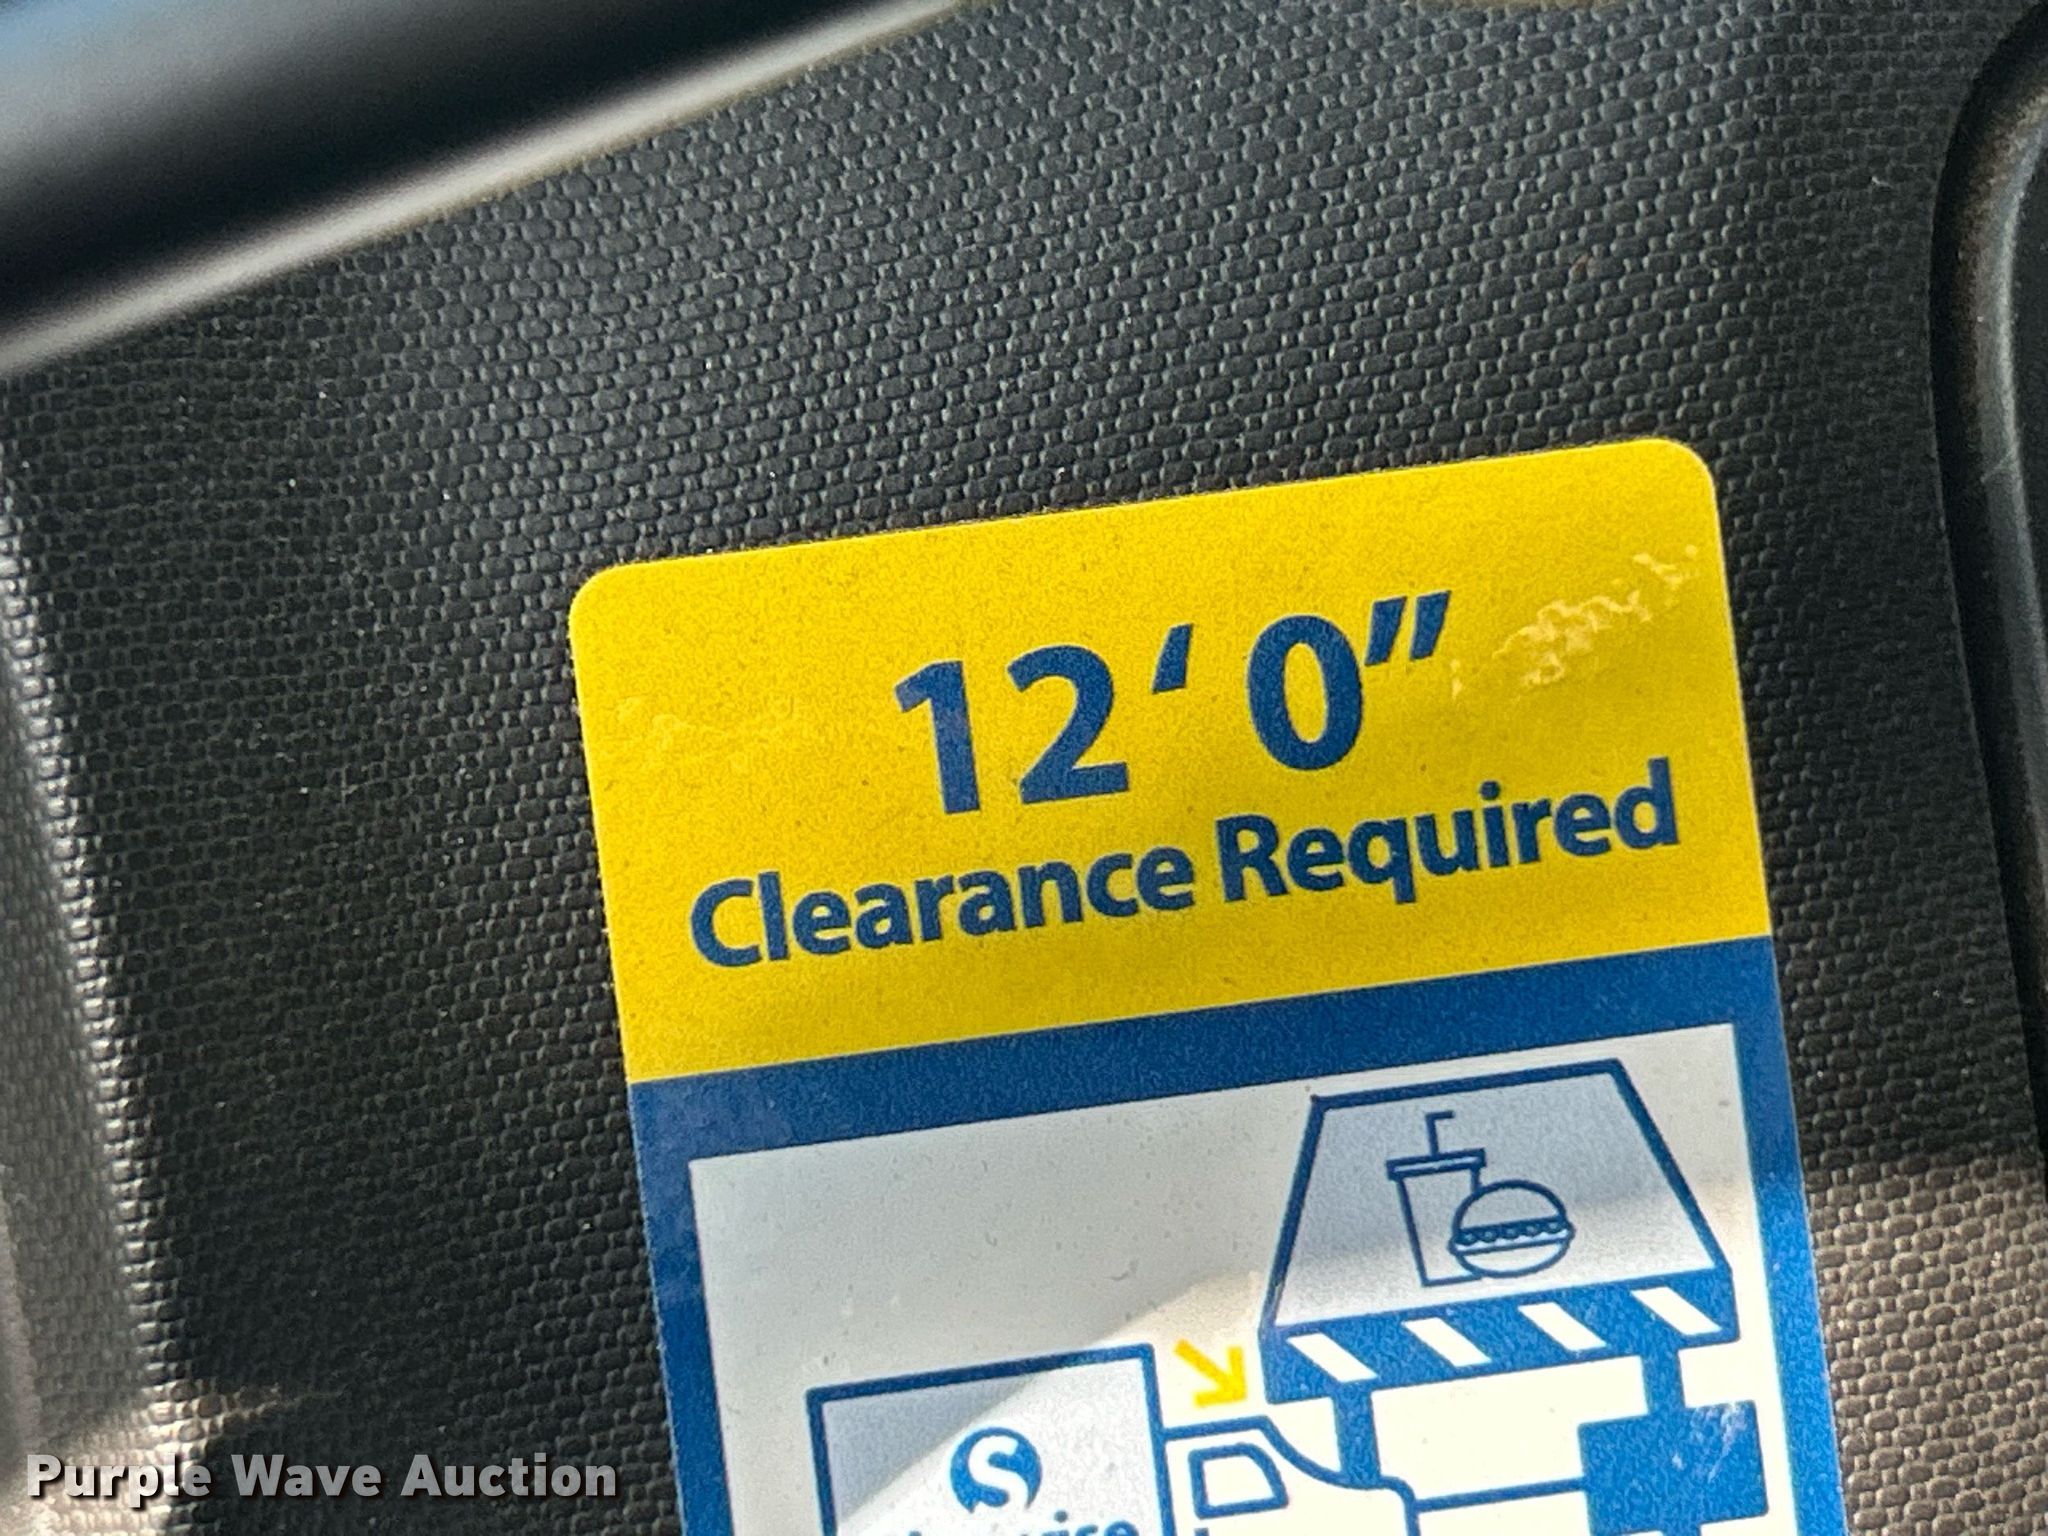 12‘ 0”
Clearance Required
S
Purple Wave Auction